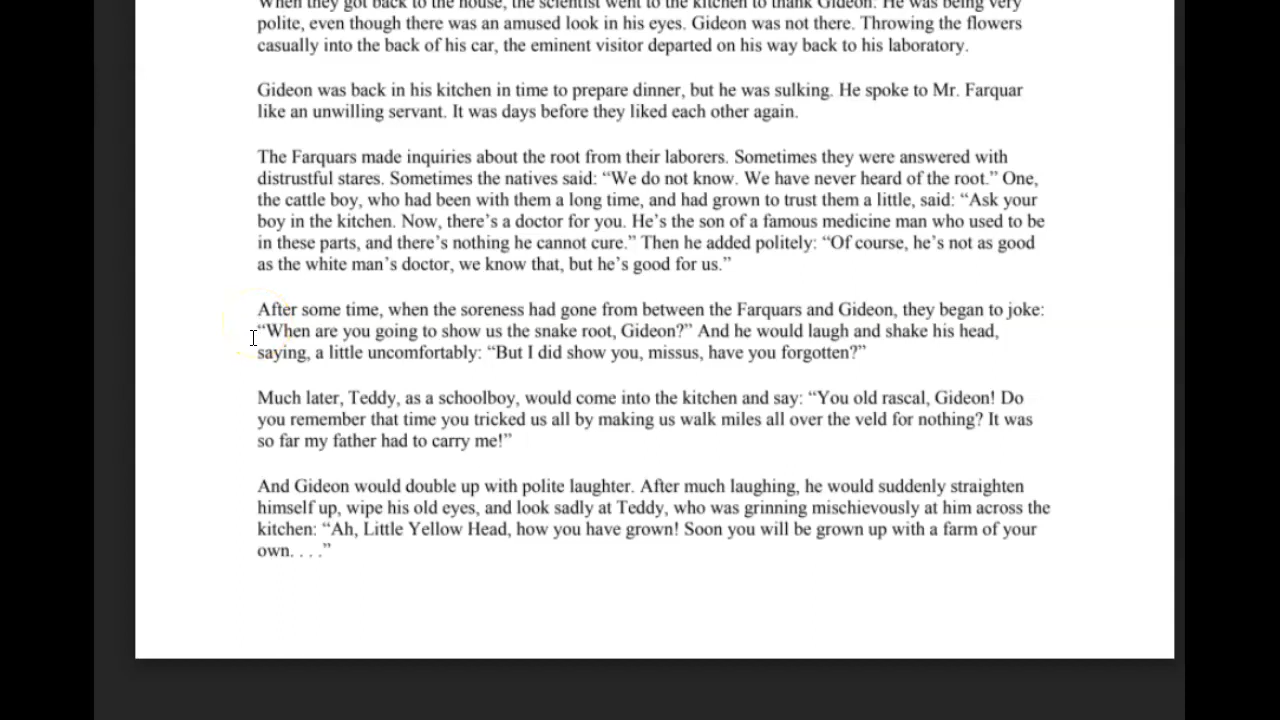 When they got back to the house, the scientist went to the kitchen to thank Gideon. He was being very
polite, even though there was an amused look in his eyes. Gideon was not there. Throwing the flowers
casually into the back of his car, the eminent visitor departed on his way back to his laboratory.
Gideon was back in his kitchen in time to prepare dinner, but he was sulking. He spoke to Mr. Farquar
like an unwilling servant. It was days before they liked each other again.
The Farquars made inquiries about the root from their laborers. Sometimes they were answered with
distrustful stares. Sometimes the natives said: “We do not know. We have never heard of the root.” One,
the cattle boy, who had been with them a long time, and had grown to trust them a little, said: “Ask your
boy in the kitchen. Now, there’s a doctor for you. He’s the son of a famous medicine man who used to be
in these parts, and there’s nothing he cannot cure.” Then he added politely: “Of course, he’s not as good
as the white man’s doctor, we know that, but he’s good for us.”
After some time, when the soreness had gone from between the Farquars and Gideon, they began to joke:
“When are you going to show us the snake root, Gideon?” And he would laugh and shake his head,
saying, a little uncomfortably: “But I did show you, missus, have you forgotten?”
Much later, Teddy, as a schoolboy, would come into the kitchen and say: “You old rascal, Gideon! Do
you remember that time you tricked us all by making us walk miles all over the veld for nothing? It was
so far my father had to carry me!”
And Gideon would double up with polite laughter. After much laughing, he would suddenly straighten
himself up, wipe his old eyes, and look sadly at Teddy, who was grinning mischievously at him across the
kitchen: “Ah, Little Yellow Head, how you have grown! Soon you will be grown up with a farm of your
own. . . .”